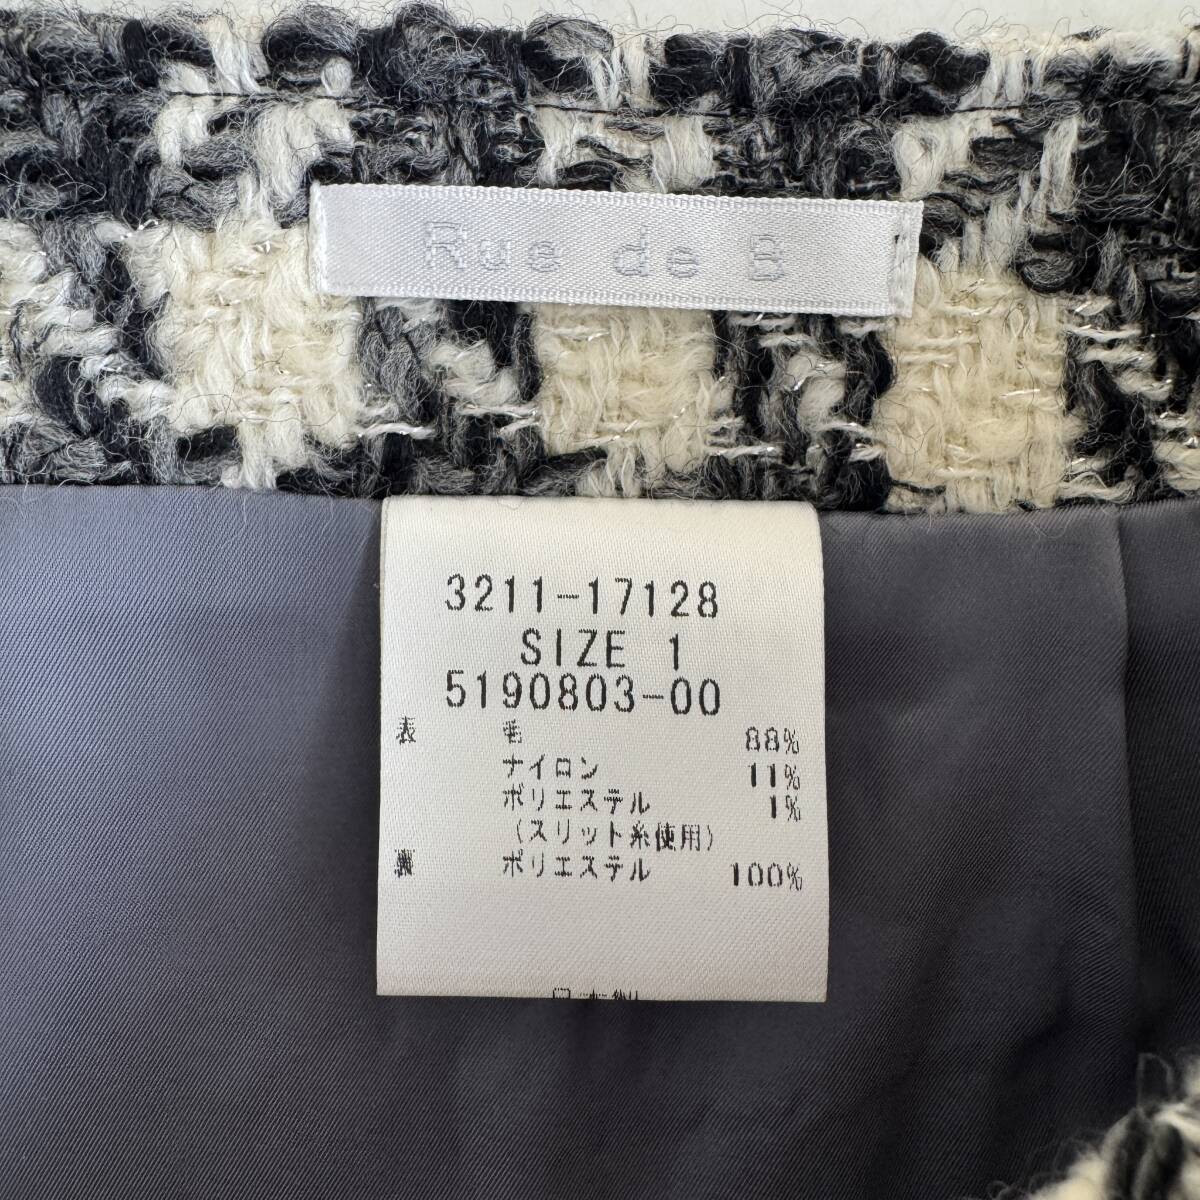 Rue de B
3211-17128
SIZE 1
5190803-00
表 毛 88%
ナイロン 11%
ポリエステル 1%
(スリット糸使用)
裏 ポリエステル 100%